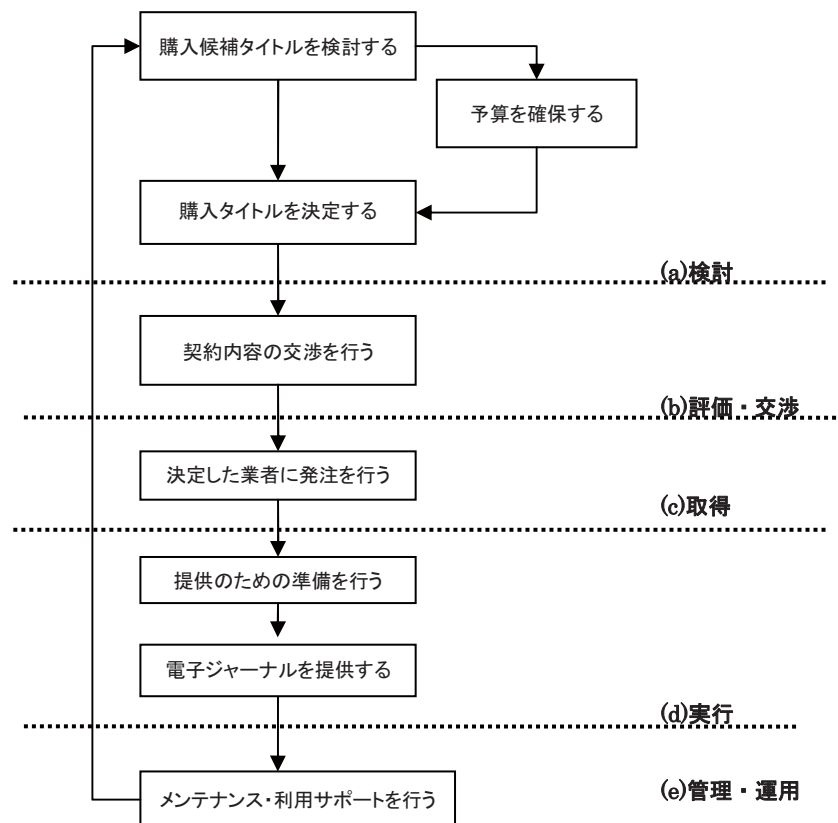 購入候補タイトルを検討する
予算を確保する
購入タイトルを決定する
(a)検討
契約内容の交渉を行う
(b)評価・交渉
決定した業者に発注を行う
(c)取得
提供のための準備を行う
電子ジャーナルを提供する
(d)実行
メンテナンス・利用サポートを行う
(e)管理・運用